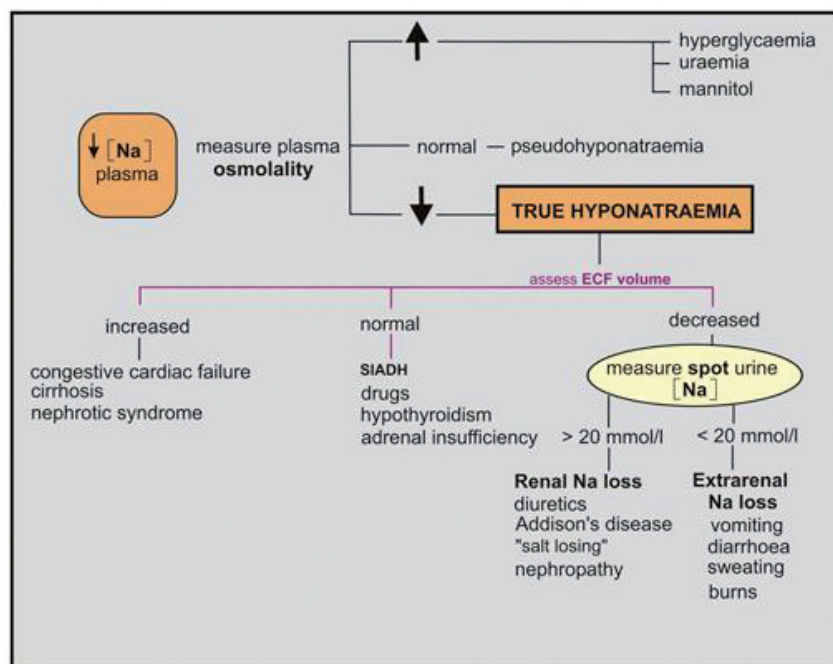 hyperglycaemia
uraemia
mannitol
↓ [Na]
plasma
measure plasma
osmolality
normal
pseudohyponatraemia
TRUE HYPONATRAEMIA
assess ECF volume
increased
normal
decreased
congestive cardiac failure
cirrhosis
nephrotic syndrome
SIADH
drugs
hypothyroidism
adrenal insufficiency
measure spot urine
[Na]
> 20 mmol/l
< 20 mmol/l
Renal Na loss
diuretics
Addison's disease
"salt losing"
nephropathy
Extrarenal
Na loss
vomiting
diarrhoea
sweating
burns